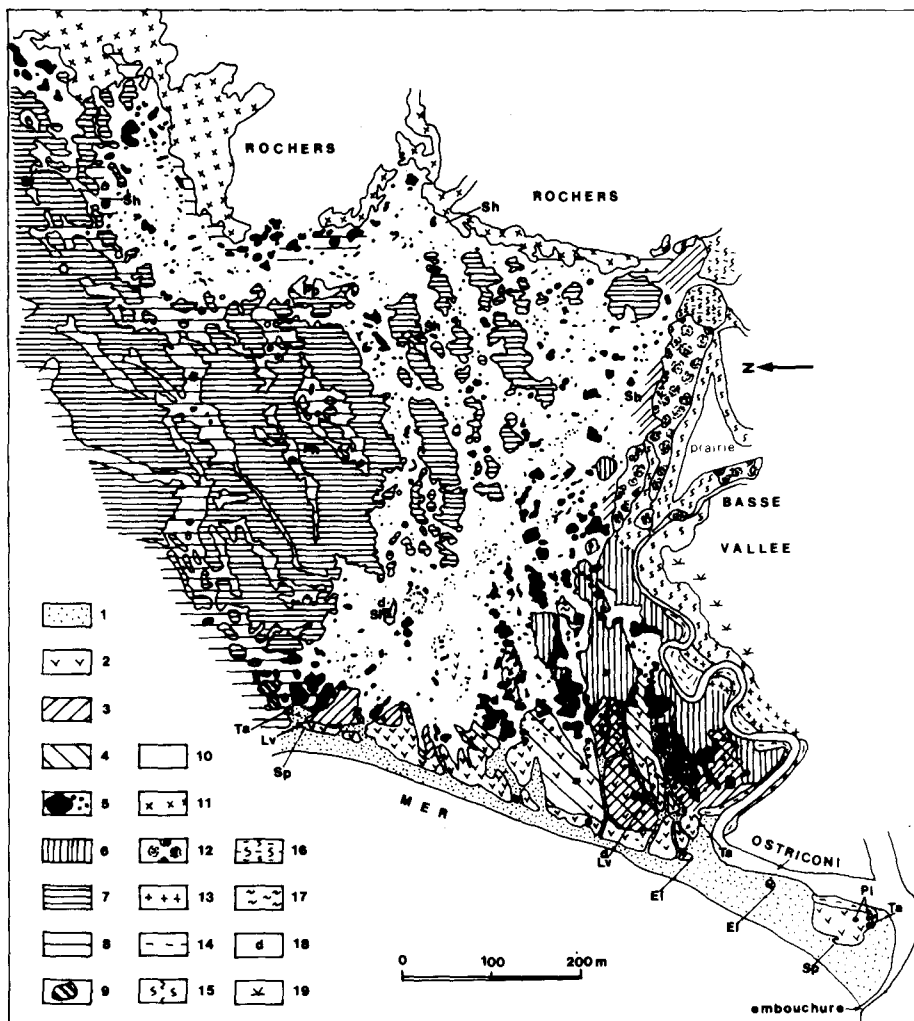 ROCHERS
ROCHERS
Sh
Sh
N
Sh
prairie
BASSE
VALLEE
d
Ta
Lv
Sp
MER
Lv
El
Ta
OSTRICONI
El
Pl
Ta
Sp
embouchure
0 100 200 m
1
2
3
4 10
5 11
6 12 16
7 13 17
8 14 d 18
9 15 19